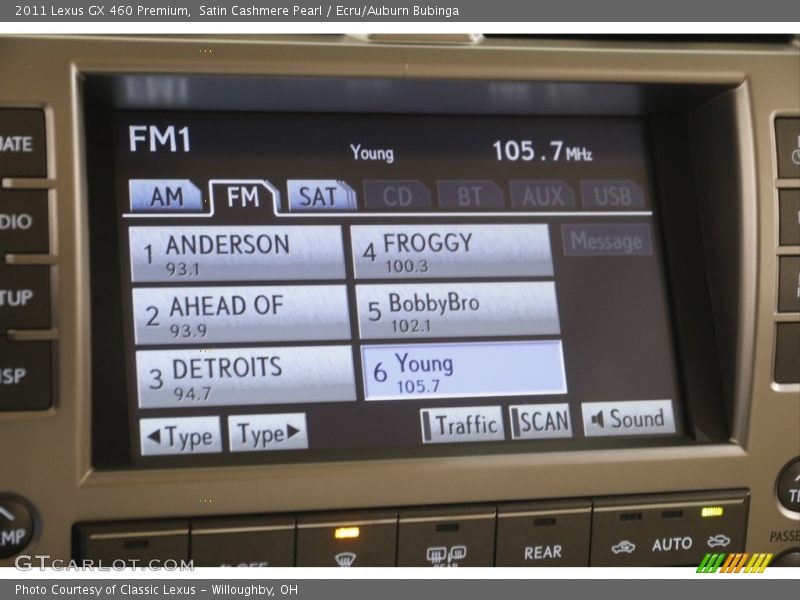 2011 Lexus GX 460 Premium, Satin Cashmere Pearl / Ecru/Auburn Bubinga
FM1
Young
105.7MHz
AM FM SAT CD BT AUX USB
1 ANDERSON
93.1
4 FROGGY
100.3
Message
2 AHEAD OF
93.9
5 BobbyBro
102.1
3 DETROITS
94.7
6 Young
105.7
◀Type
Type▶
Traffic
SCAN
Sound
REAR
AUTO
GTCARLOT.COM
Photo Courtesy of Classic Lexus - Willoughby, OH